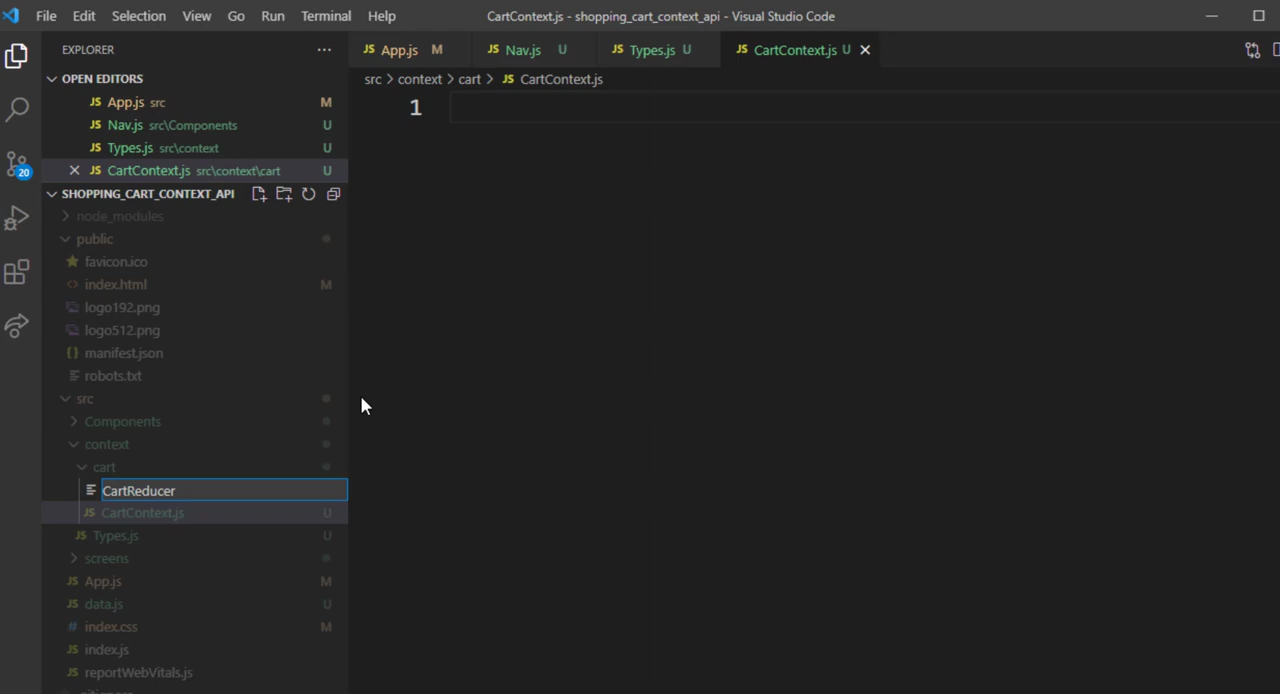 File Edit Selection View Go Run Terminal Help CartContext.js - shopping_cart_context_api - Visual Studio Code
EXPLORER ...
JS App.js M JS Nav.js U JS Types.js U JS CartContext.js U
OPEN EDITORS
src > context > cart > JS CartContext.js
JS App.js src M
JS Nav.js src\Components U
JS Types.js src\context U
JS CartContext.js src\context\cart U
1
20
SHOPPING_CART_CONTEXT_API
node_modules
public
favicon.ico
<> index.html M
logo192.png
logo512.png
{} manifest.json
robots.txt
src
Components
context
cart
CartReducer
JS CartContext.js U
JS Types.js U
screens
JS App.js M
JS data.js U
# index.css M
JS index.js
JS reportWebVitals.js